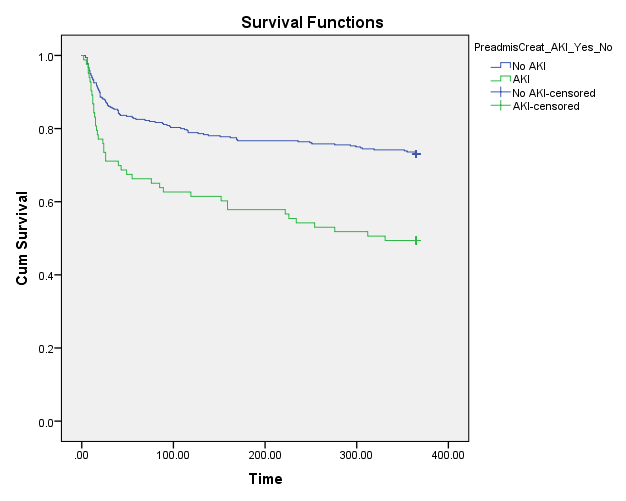 Survival Functions
PreadmisCreat_AKI_Yes_No
No AKI
AKI
No AKI-censored
AKI-censored
Cum Survival
1.0
0.8
0.6
0.4
0.2
0.0
.00 100.00 200.00 300.00 400.00
Time